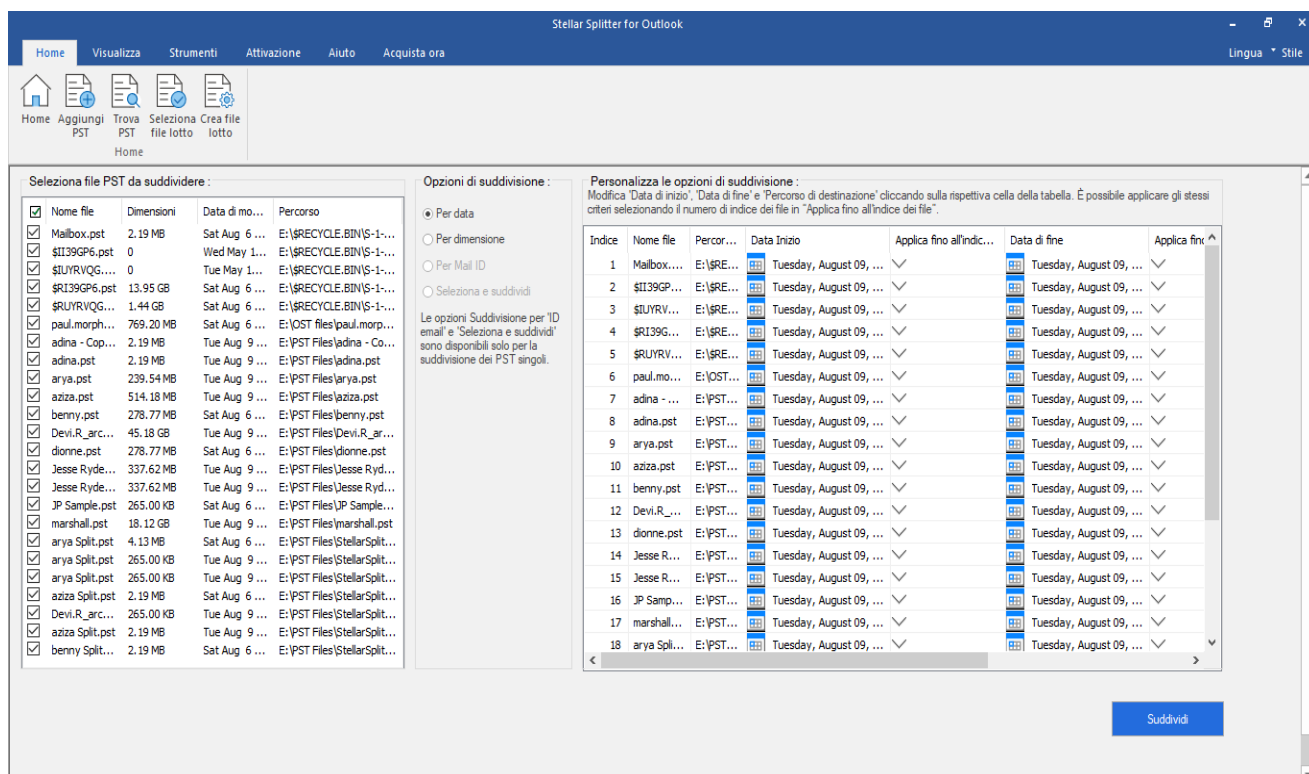 Stellar Splitter for Outlook
Home Visualizza Strumenti Attivazione Aiuto Acquista ora Lingua Stile
Home Aggiungi PST Trova PST Seleziona file lotto Crea file lotto
Home
Seleziona file PST da suddividere :
Nome file Dimensioni Data di mo... Percorso
Mailbox.pst 2.19 MB Sat Aug 6 ... E:\$RECYCLE.BIN\S-1-...
$II39GP6.pst 0 Wed May 1... E:\$RECYCLE.BIN\S-1-...
$IUYRVQG.... 0 Tue May 1... E:\$RECYCLE.BIN\S-1-...
$RI39GP6.pst 13.95 GB Sat Aug 6 ... E:\$RECYCLE.BIN\S-1-...
$RUYRVQG... 1.44 GB Sat Aug 6 ... E:\$RECYCLE.BIN\S-1-...
paul.morph... 769.20 MB Sat Aug 6 ... E:\OST files\paul.morp...
adina - Cop... 2.19 MB Tue Aug 9 ... E:\PST Files\adina - Co...
adina.pst 2.19 MB Tue Aug 9 ... E:\PST Files\adina.pst
arya.pst 239.54 MB Tue Aug 9 ... E:\PST Files\arya.pst
aziza.pst 514.18 MB Tue Aug 9 ... E:\PST Files\aziza.pst
benny.pst 278.77 MB Sat Aug 6 ... E:\PST Files\benny.pst
Devi.R_arc... 45.18 GB Tue Aug 9 ... E:\PST Files\Devi.R_ar...
dionne.pst 278.77 MB Sat Aug 6 ... E:\PST Files\dionne.pst
Jesse Ryde... 337.62 MB Tue Aug 9 ... E:\PST Files\Jesse Ryd...
Jesse Ryde... 337.62 MB Tue Aug 9 ... E:\PST Files\Jesse Ryd...
JP Sample.pst 265.00 KB Sat Aug 6 ... E:\PST Files\JP Sample...
marshall.pst 18.12 GB Tue Aug 9 ... E:\PST Files\marshall.pst
arya Split.pst 4.13 MB Sat Aug 6 ... E:\PST Files\StellarSplit...
arya Split.pst 265.00 KB Tue Aug 9 ... E:\PST Files\StellarSplit...
arya Split.pst 265.00 KB Tue Aug 9 ... E:\PST Files\StellarSplit...
aziza Split.pst 2.19 MB Sat Aug 6 ... E:\PST Files\StellarSplit...
Devi.R_arc... 265.00 KB Tue Aug 9 ... E:\PST Files\StellarSplit...
aziza Split.pst 2.19 MB Tue Aug 9 ... E:\PST Files\StellarSplit...
benny Split... 2.19 MB Sat Aug 6 ... E:\PST Files\StellarSplit...
Opzioni di suddivisione :
Per data
Per dimensione
Per Mail ID
Seleziona e suddividi
Le opzioni Suddivisione per 'ID
email' e 'Seleziona e suddividi'
sono disponibili solo per la
suddivisione dei PST singoli.
Personalizza le opzioni di suddivisione :
Modifica 'Data di inizio', 'Data di fine' e 'Percorso di destinazione' cliccando sulla rispettiva cella della tabella. È possibile applicare gli stessi
criteri selezionando il numero di indice dei file in "Applica fino all'indice dei file".
Indice Nome file Percor... Data Inizio Applica fino all'indic... Data di fine Applica fino
1 Mailbox.... E:\$RE... Tuesday, August 09, ... Tuesday, August 09, ...
2 $II39GP... E:\$RE... Tuesday, August 09, ... Tuesday, August 09, ...
3 $IUYRV... E:\$RE... Tuesday, August 09, ... Tuesday, August 09, ...
4 $RI39G... E:\$RE... Tuesday, August 09, ... Tuesday, August 09, ...
5 $RUYRV... E:\$RE... Tuesday, August 09, ... Tuesday, August 09, ...
6 paul.mo... E:\OST... Tuesday, August 09, ... Tuesday, August 09, ...
7 adina - ... E:\PST... Tuesday, August 09, ... Tuesday, August 09, ...
8 adina.pst E:\PST... Tuesday, August 09, ... Tuesday, August 09, ...
9 arya.pst E:\PST... Tuesday, August 09, ... Tuesday, August 09, ...
10 aziza.pst E:\PST... Tuesday, August 09, ... Tuesday, August 09, ...
11 benny.pst E:\PST... Tuesday, August 09, ... Tuesday, August 09, ...
12 Devi.R_... E:\PST... Tuesday, August 09, ... Tuesday, August 09, ...
13 dionne.pst E:\PST... Tuesday, August 09, ... Tuesday, August 09, ...
14 Jesse R... E:\PST... Tuesday, August 09, ... Tuesday, August 09, ...
15 Jesse R... E:\PST... Tuesday, August 09, ... Tuesday, August 09, ...
16 JP Samp... E:\PST... Tuesday, August 09, ... Tuesday, August 09, ...
17 marshall... E:\PST... Tuesday, August 09, ... Tuesday, August 09, ...
18 arya Spli... E:\PST... Tuesday, August 09, ... Tuesday, August 09, ...
Suddividi